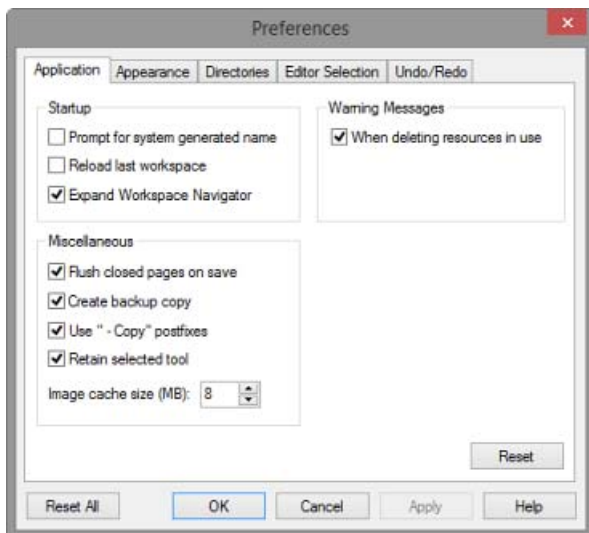 Preferences
Application Appearance Directories Editor Selection Undo/Redo
Startup
Prompt for system generated name
Reload last workspace
Expand Workspace Navigator
Warning Messages
When deleting resources in use
Miscellaneous
Flush closed pages on save
Create backup copy
Use " - Copy" postfixes
Retain selected tool
Image cache size (MB): 8
Reset
Reset All OK Cancel Apply Help